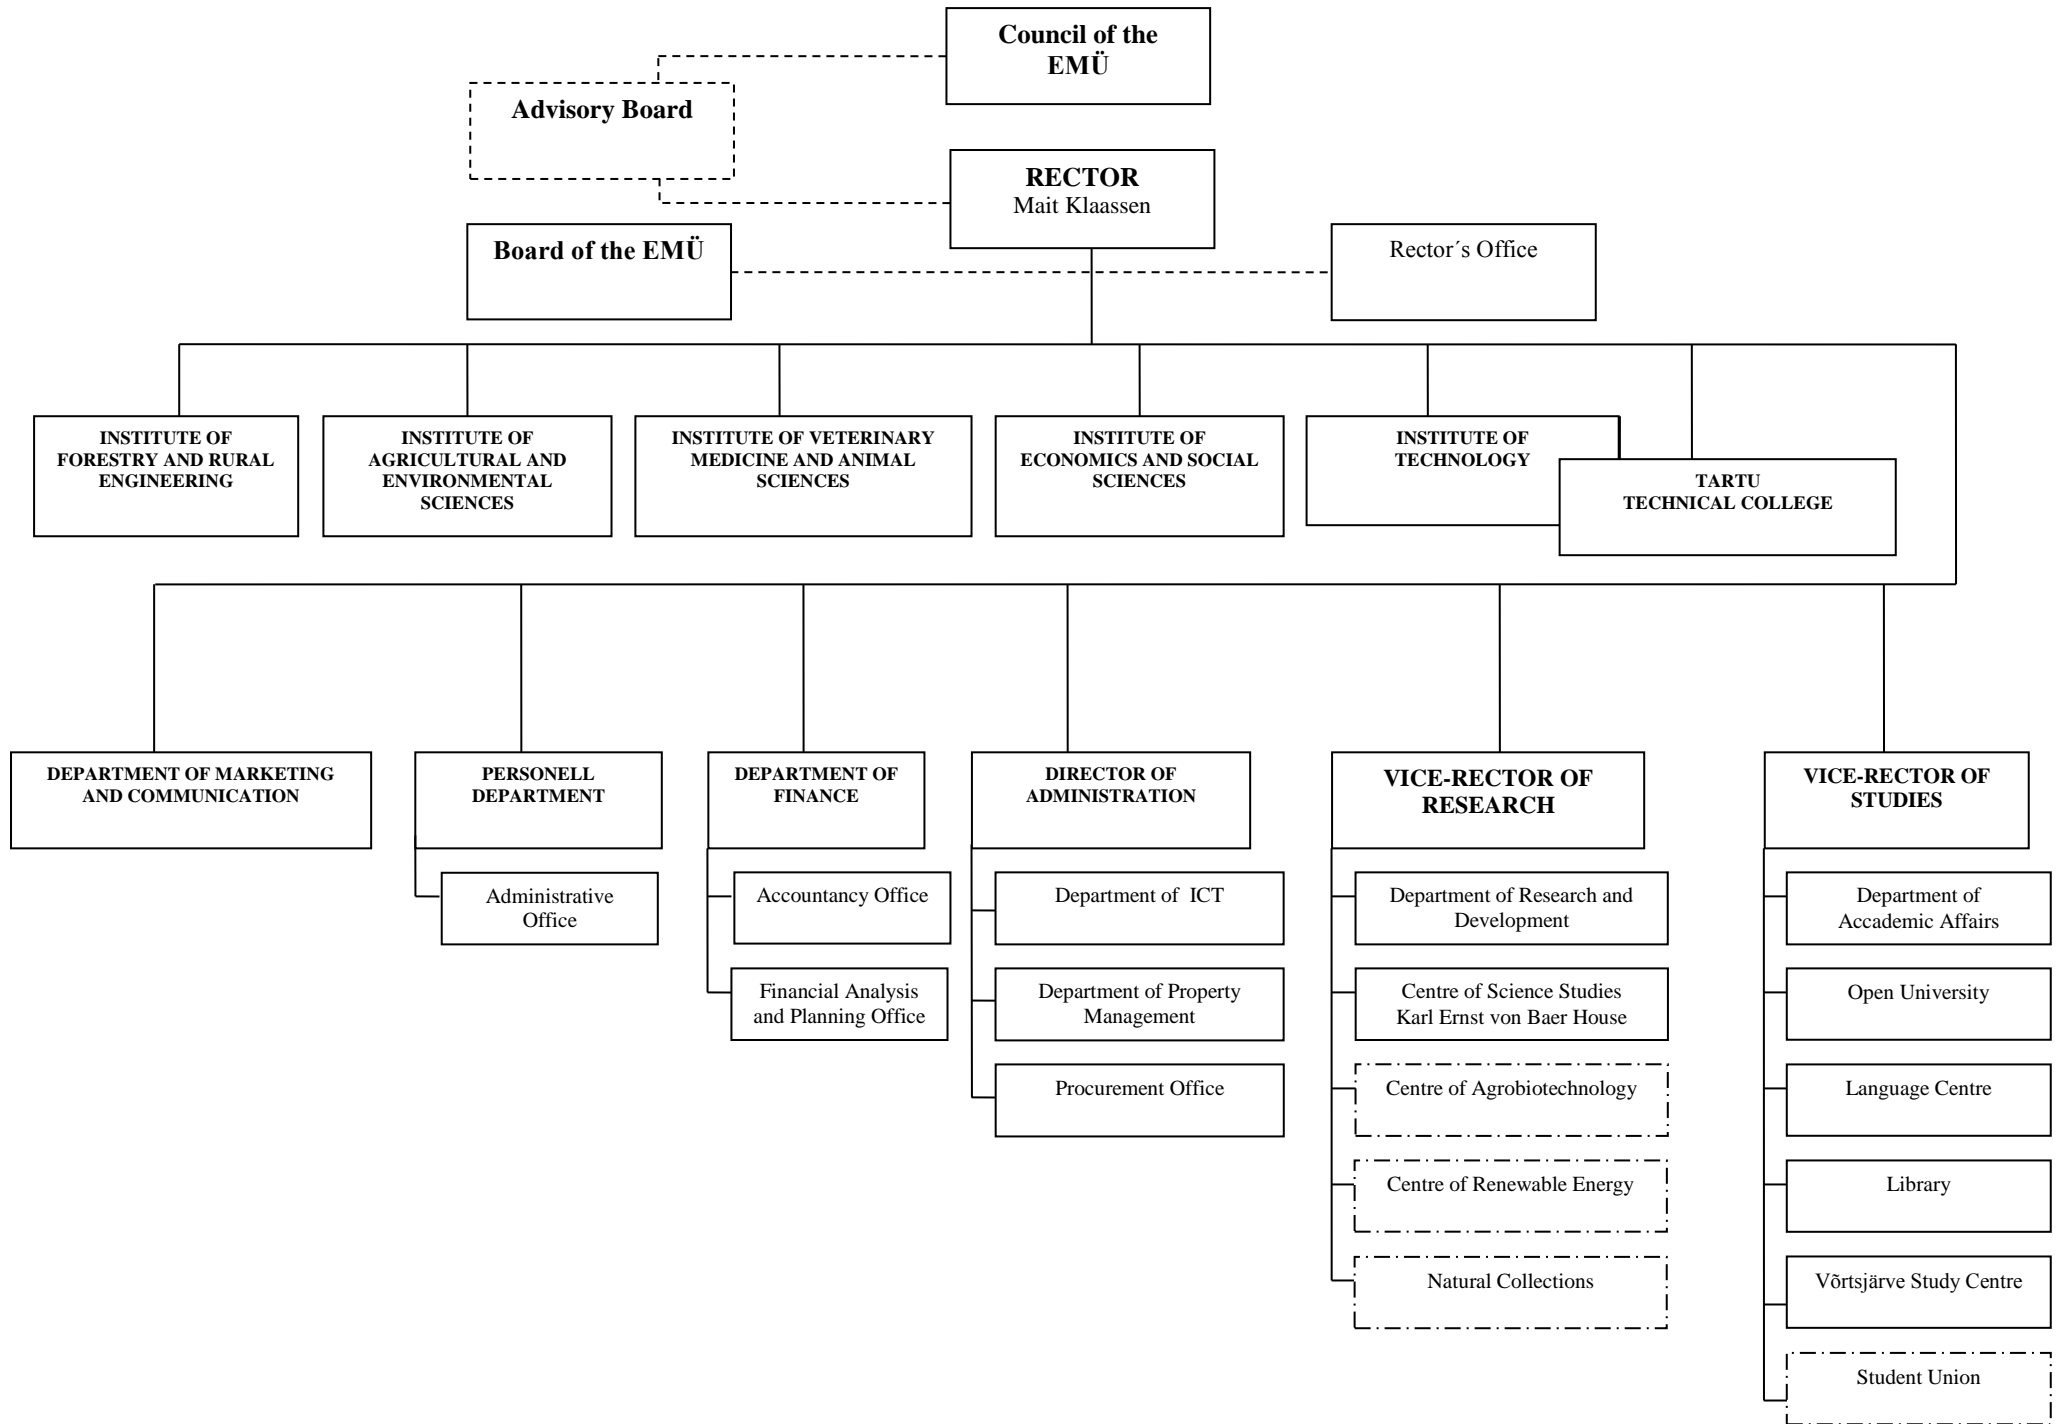 Council of the
EMÜ
Advisory Board
RECTOR
Mait Klaassen
Board of the EMÜ
Rector´s Office
INSTITUTE OF
FORESTRY AND RURAL
ENGINEERING
INSTITUTE OF
AGRICULTURAL AND
ENVIRONMENTAL
SCIENCES
INSTITUTE OF VETERINARY
MEDICINE AND ANIMAL
SCIENCES
INSTITUTE OF
ECONOMICS AND SOCIAL
SCIENCES
INSTITUTE OF
TECHNOLOGY
TARTU
TECHNICAL COLLEGE
DEPARTMENT OF MARKETING
AND COMMUNICATION
PERSONELL
DEPARTMENT
Administrative
Office
DEPARTMENT OF
FINANCE
Accountancy Office
Financial Analysis
and Planning Office
DIRECTOR OF
ADMINISTRATION
Department of ICT
Department of Property
Management
Procurement Office
VICE-RECTOR OF
RESEARCH
Department of Research and
Development
Centre of Science Studies
Karl Ernst von Baer House
Centre of Agrobiotechnology
Centre of Renewable Energy
Natural Collections
VICE-RECTOR OF
STUDIES
Department of
Accademic Affairs
Open University
Language Centre
Library
Võrtsjärve Study Centre
Student Union